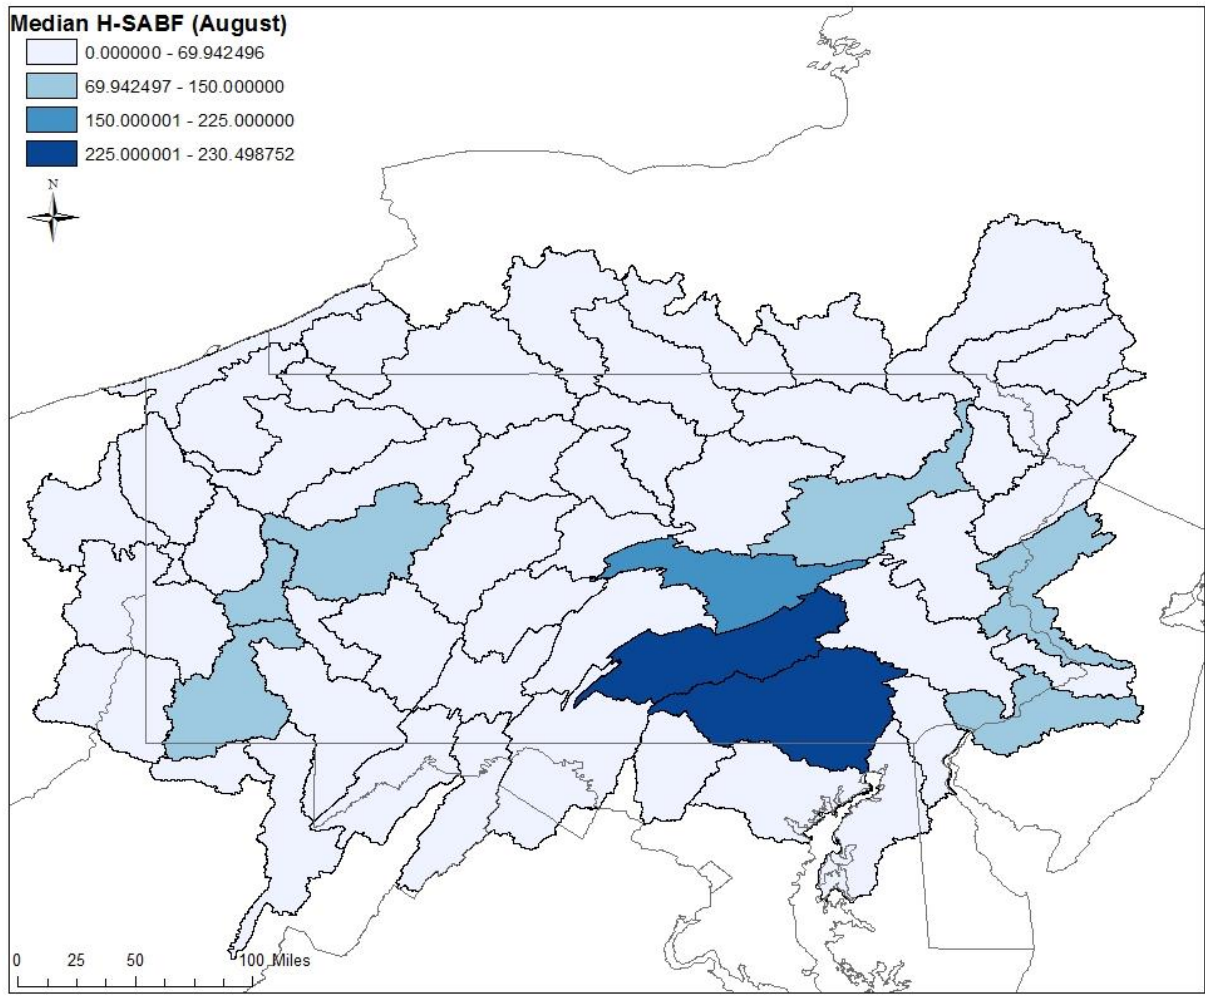 Median H-SABF (August)
0.000000 - 69.942496
69.942497 - 150.000000
150.000001 - 225.000000
225.000001 - 230.498752
N
0 25 50 100 Miles